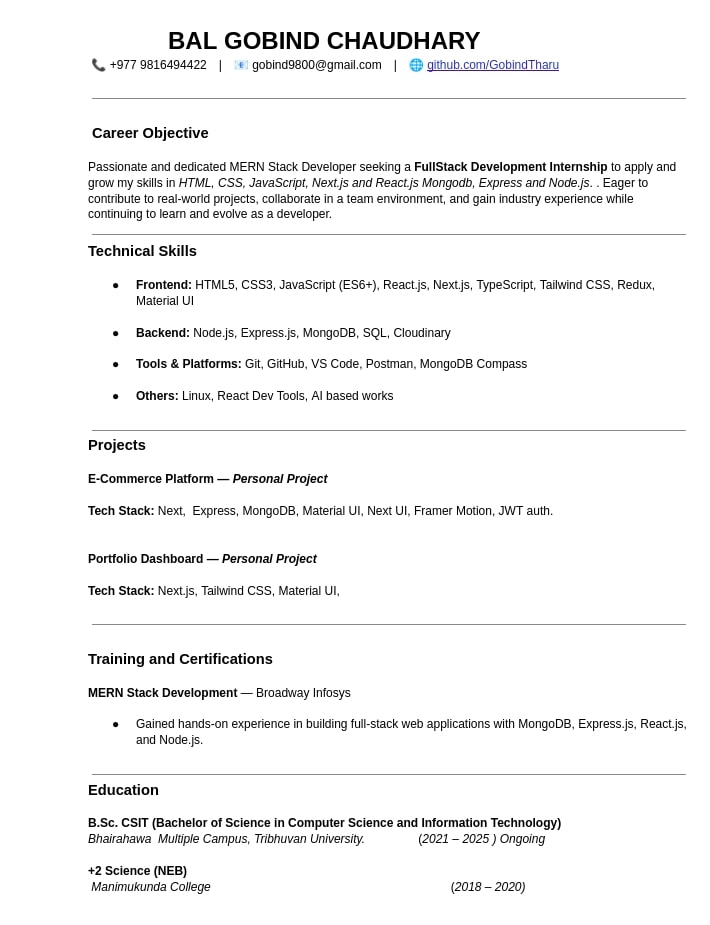 BAL GOBIND CHAUDHARY
📞 +977 9816494422 | 📧 gobind9800@gmail.com | 🌐 github.com/GobindTharu
Career Objective
Passionate and dedicated MERN Stack Developer seeking a FullStack Development Internship to apply and
grow my skills in HTML, CSS, JavaScript, Next.js and React.js Mongodb, Express and Node.js. . Eager to
contribute to real-world projects, collaborate in a team environment, and gain industry experience while
continuing to learn and evolve as a developer.
Technical Skills
● Frontend: HTML5, CSS3, JavaScript (ES6+), React.js, Next.js, TypeScript, Tailwind CSS, Redux,
Material UI
● Backend: Node.js, Express.js, MongoDB, SQL, Cloudinary
● Tools & Platforms: Git, GitHub, VS Code, Postman, MongoDB Compass
● Others: Linux, React Dev Tools, AI based works
Projects
E-Commerce Platform — Personal Project
Tech Stack: Next,  Express, MongoDB, Material UI, Next UI, Framer Motion, JWT auth.
Portfolio Dashboard — Personal Project
Tech Stack: Next.js, Tailwind CSS, Material UI,
Training and Certifications
MERN Stack Development — Broadway Infosys
● Gained hands-on experience in building full-stack web applications with MongoDB, Express.js, React.js,
and Node.js.
Education
B.Sc. CSIT (Bachelor of Science in Computer Science and Information Technology)
Bhairahawa  Multiple Campus, Tribhuvan University. (2021 – 2025 ) Ongoing
+2 Science (NEB)
Manimukunda College (2018 – 2020)